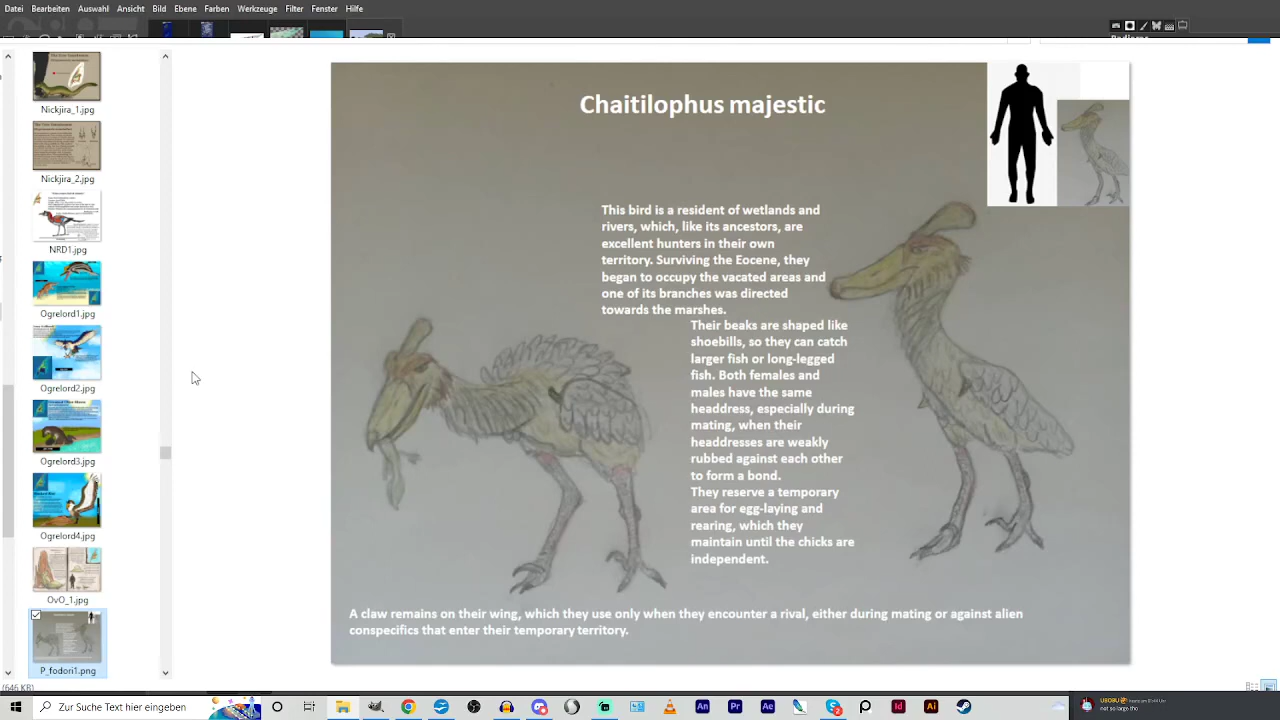 Datei Bearbeiten Auswahl Ansicht Bild Ebene Farben Werkzeuge Filter Fenster Hilfe
Nickjira_1.jpg
Nickjira_2.jpg
NRD1.jpg
Ogrelord1.jpg
Ogrelord2.jpg
Ogrelord3.jpg
Ogrelord4.jpg
OvO_1.jpg
P_fodori1.png
Chaitilophus majestic
This bird is a resident of wetlands and
rivers, which, like its ancestors, are
excellent hunters in their own
territory. Surviving the Eocene, they
began to occupy the vacated areas and
one of its branches was directed
towards the marshes.
Their beaks are shaped like
shoebills, so they can catch
larger fish or long-legged
fish. Both females and
males have the same
headdress, especially during
mating, when their
headdresses are weakly
rubbed against each other
to form a bond.
They reserve a temporary
area for egg-laying and
rearing, which they
maintain until the chicks are
independent.
A claw remains on their wing, which they use only when they encounter a rival, either during mating or against alien
conspecifics that enter their temporary territory.
(646 KB)
Zur Suche Text hier eingeben
not so large tho